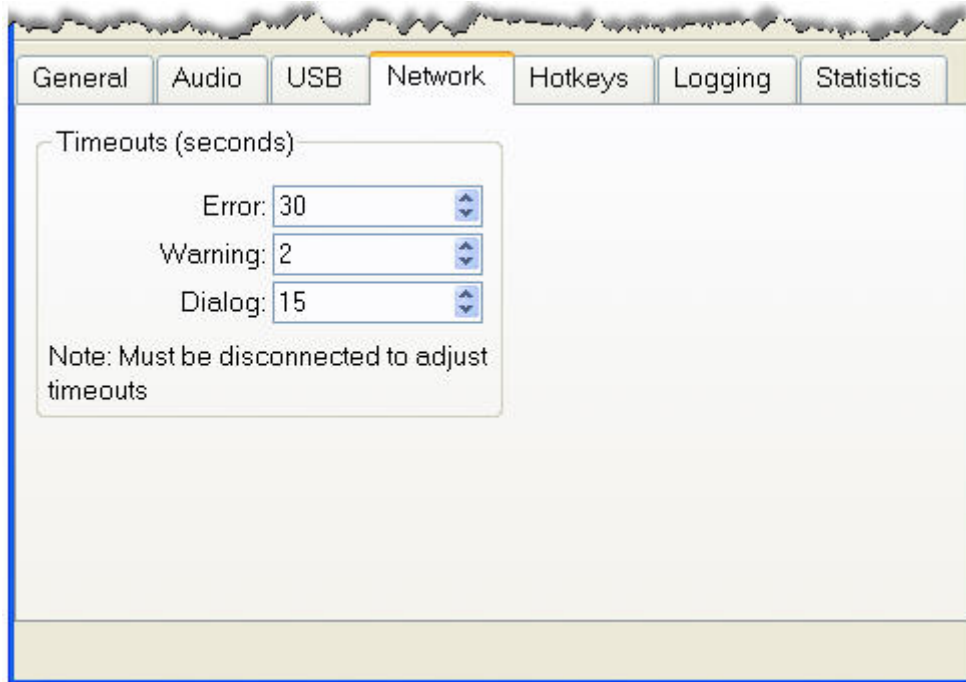 General Audio USB Network Hotkeys Logging Statistics
Timeouts (seconds)
Error: 30
Warning: 2
Dialog: 15
Note: Must be disconnected to adjust
timeouts